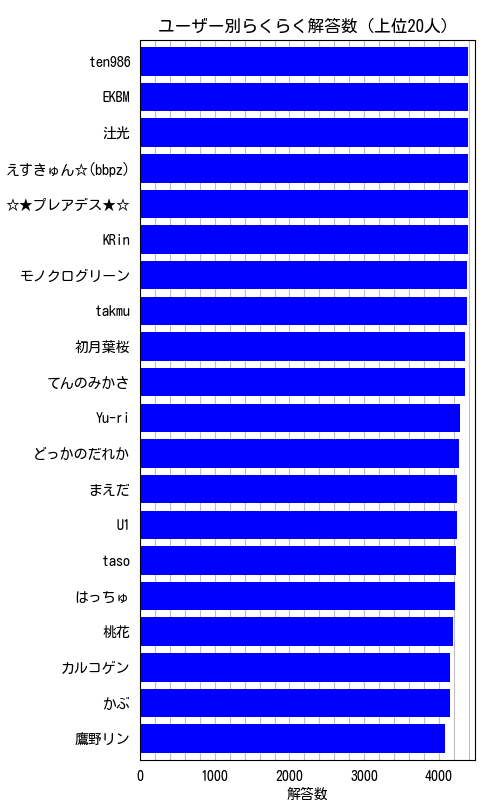 ユーザー別らくらく解答数（上位20人）
ten986
EKBM
辻光
えすきゅん☆(bbpz)
☆★プレアデス★☆
KRin
モノクログリーン
takmu
初月葉桜
てんのみかさ
Yu-ri
どっかのだれか
まえだ
U1
taso
はっちゅ
桃花
カルコゲン
かぶ
鷹野リン
0 1000 2000 3000 4000
解答数